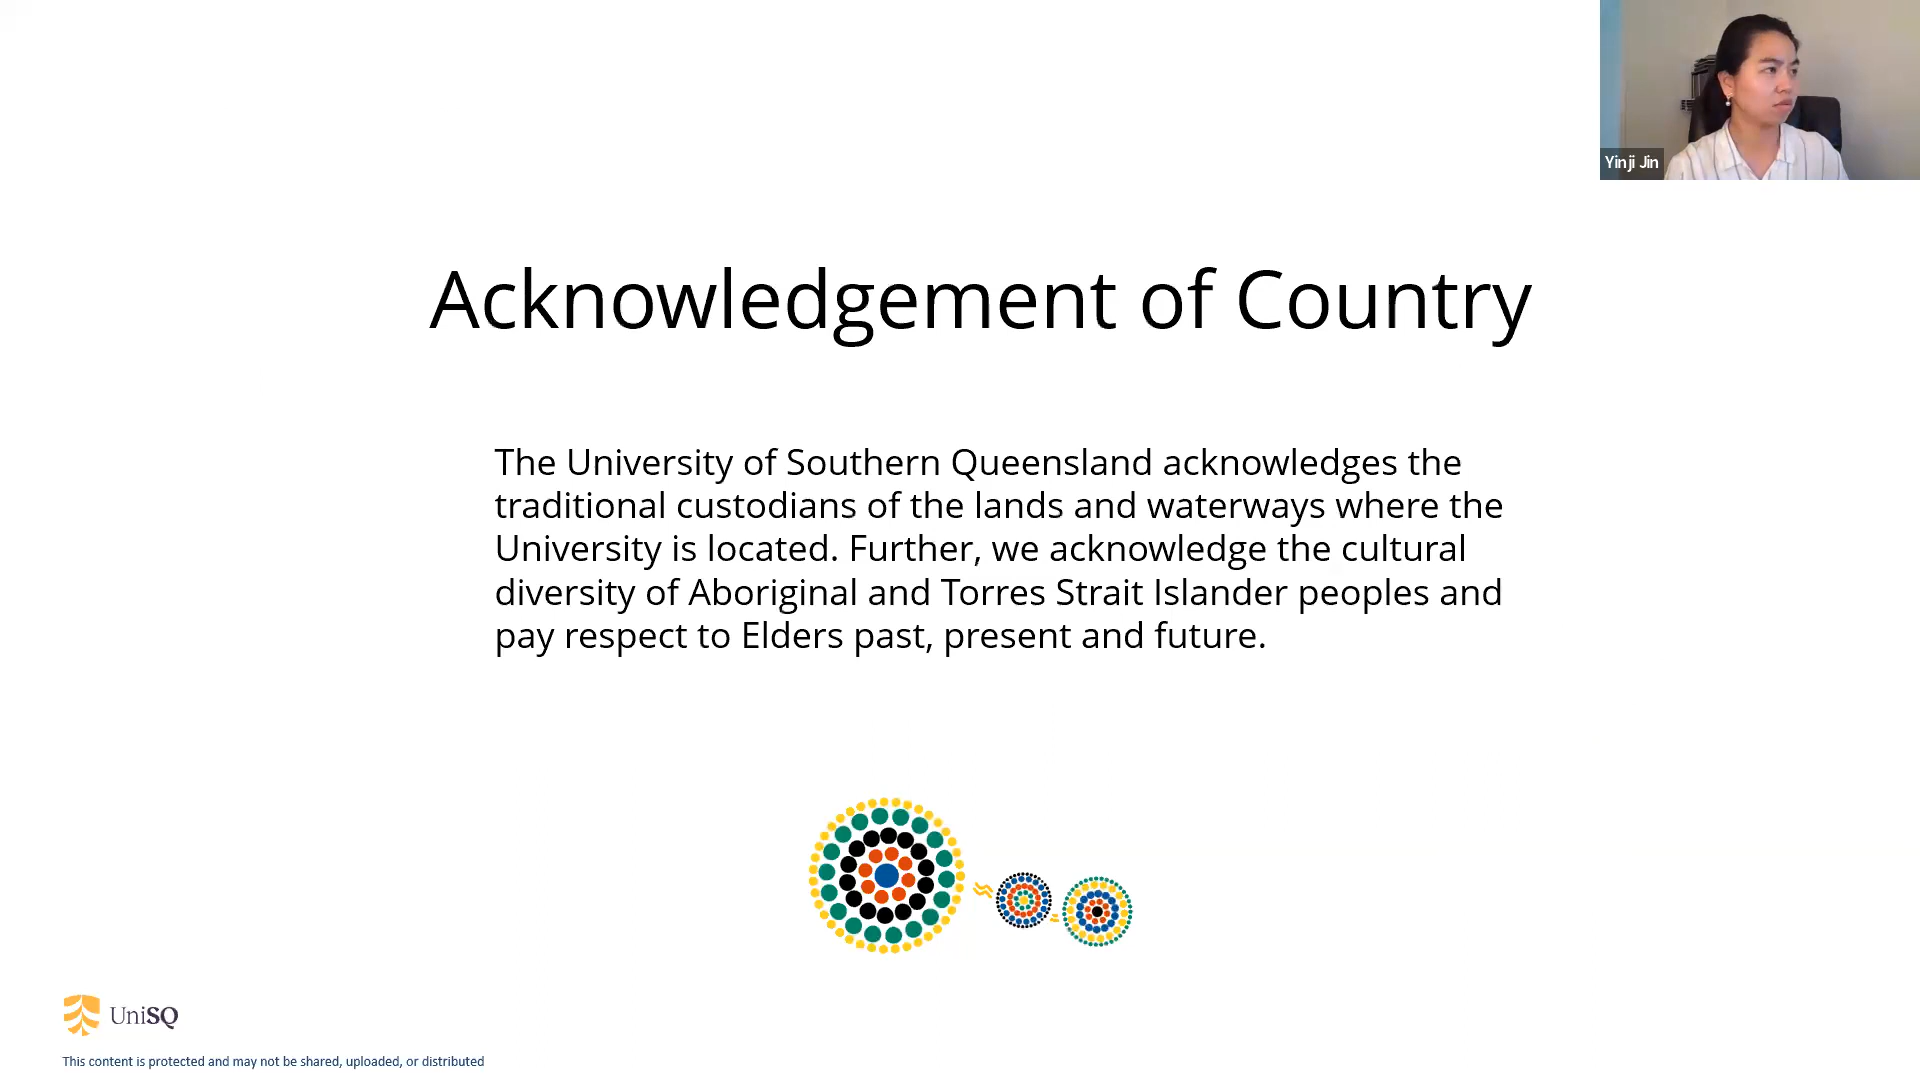 Yinji Jin
Acknowledgement of Country
The University of Southern Queensland acknowledges the
traditional custodians of the lands and waterways where the
University is located. Further, we acknowledge the cultural
diversity of Aboriginal and Torres Strait Islander peoples and
pay respect to Elders past, present and future.
UniSQ
This content is protected and may not be shared, uploaded, or distributed